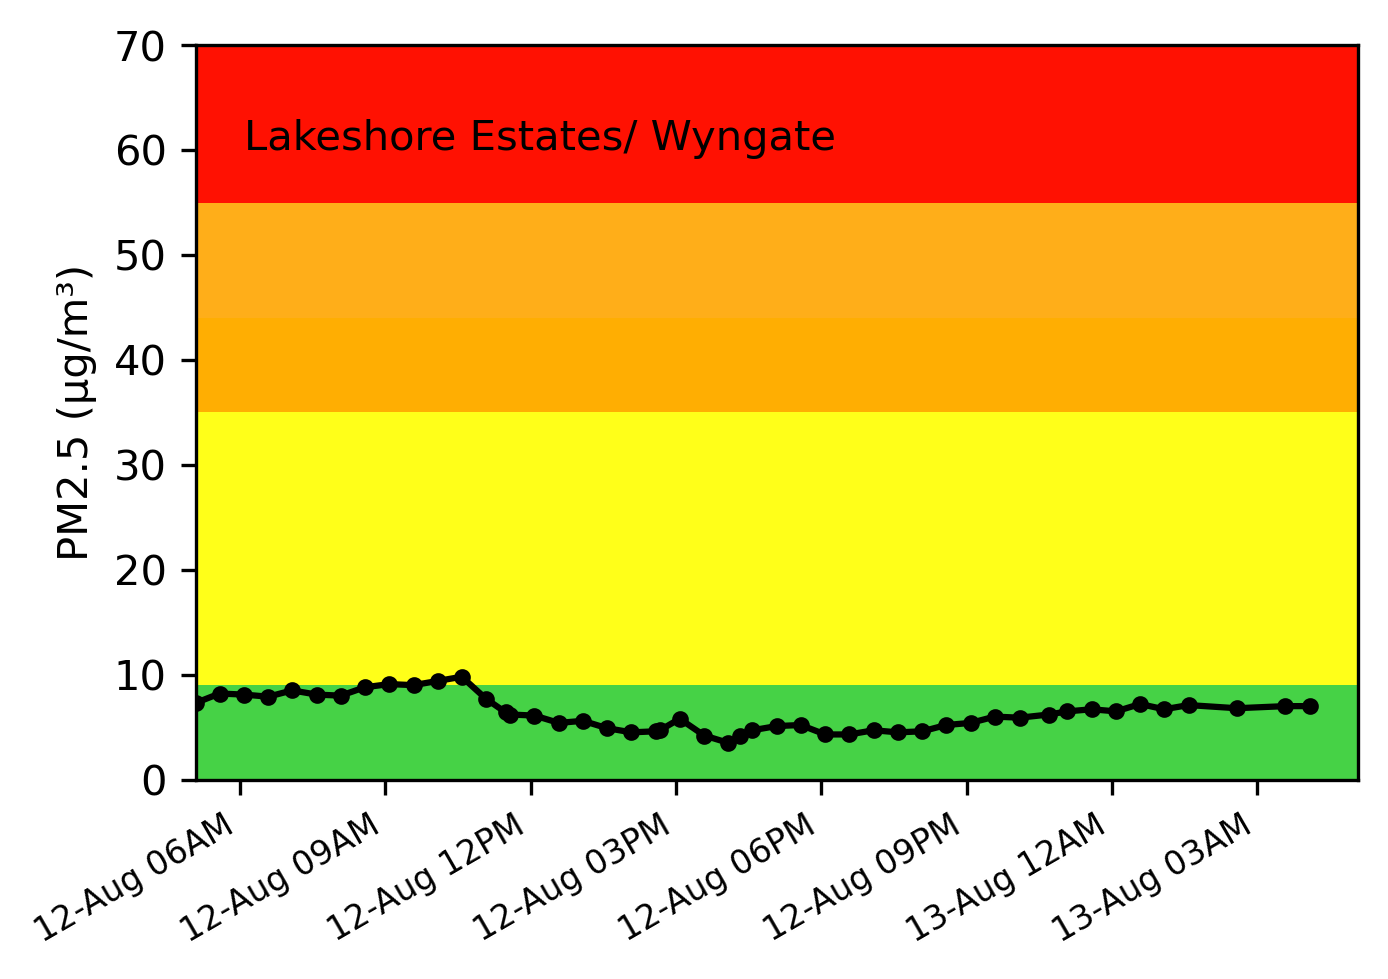 70
Lakeshore Estates/ Wyngate
60
50
40
30
20
10
0
PM2.5 (µg/m³)
12-Aug 06AM
12-Aug 09AM
12-Aug 12PM
12-Aug 03PM
12-Aug 06PM
12-Aug 09PM
13-Aug 12AM
13-Aug 03AM